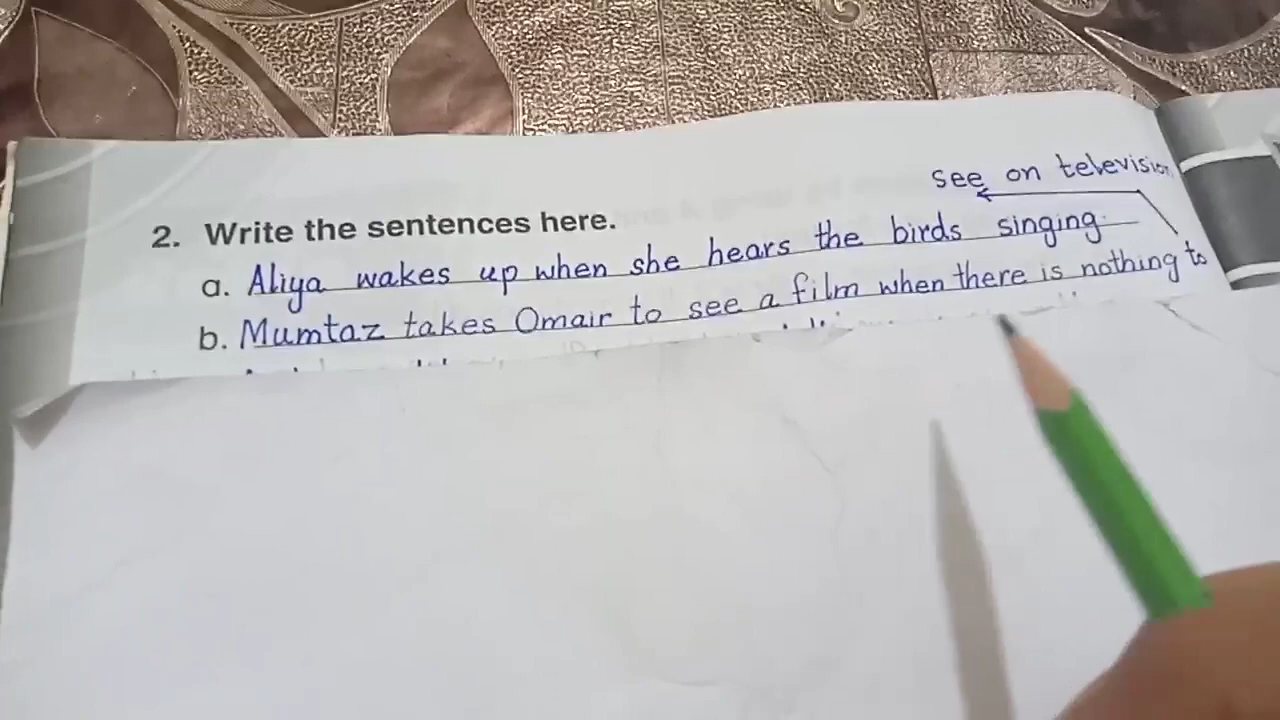 2. Write the sentences here.
a. Aliya wakes up when she hears the birds singing.
b. Mumtaz takes Omair to see a film when there is nothing to
see on television